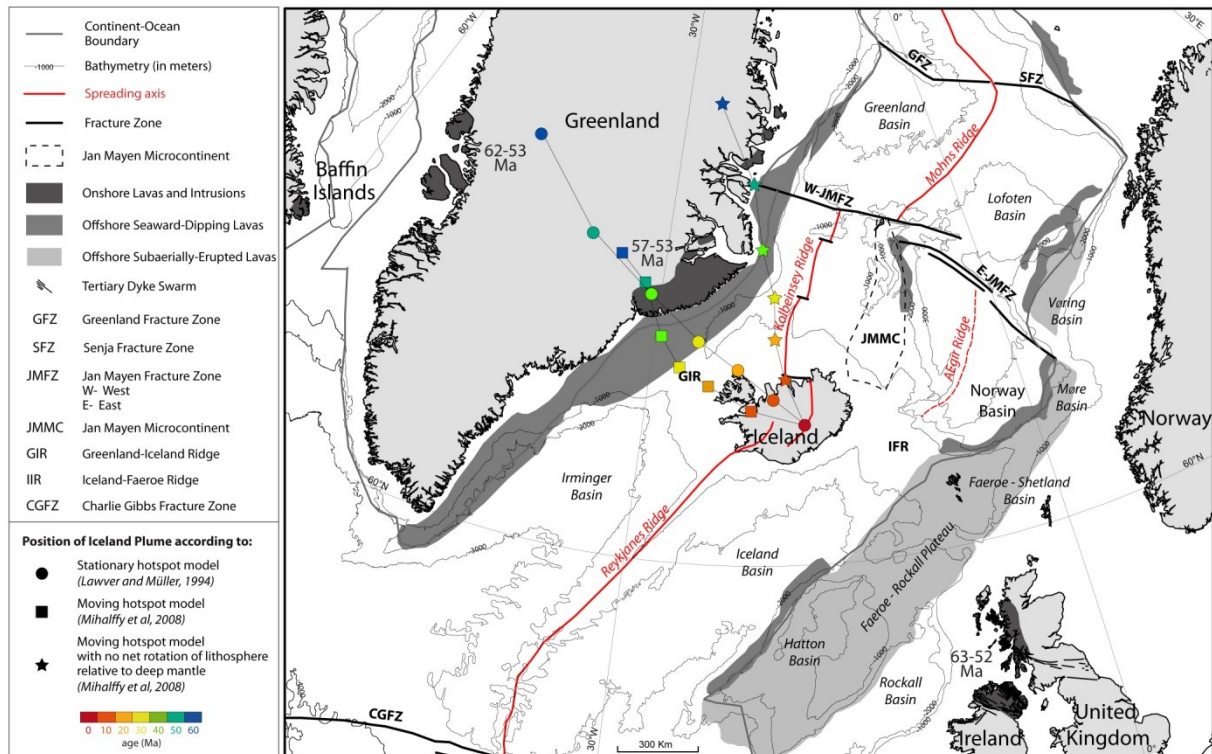 Continent-Ocean
Boundary
-1000
Bathymetry (in meters)
Spreading axis
Fracture Zone
Jan Mayen Microcontinent
Onshore Lavas and Intrusions
Offshore Seaward-Dipping Lavas
Offshore Subaerially-Erupted Lavas
Tertiary Dyke Swarm
GFZ Greenland Fracture Zone
SFZ Senja Fracture Zone
JMFZ Jan Mayen Fracture Zone
W- West
E- East
JMMC Jan Mayen Microcontinent
GIR Greenland-Iceland Ridge
IIR Iceland-Faeroe Ridge
CGFZ Charlie Gibbs Fracture Zone
Position of Iceland Plume according to:
Stationary hotspot model
(Lawver and Müller, 1994)
Moving hotspot model
(Mihalffy et al, 2008)
Moving hotspot model
with no net rotation of lithosphere
relative to deep mantle
(Mihalffy et al, 2008)
0 10 20 30 40 50 60
age (Ma)
60°W
30°W
0°
30°E
GFZ
SFZ
-2000
-1000
Greenland
Basin
Greenland
Mohns Ridge
62-53
Ma
Baffin
Islands
W-JMFZ
Lofoten
Basin
-1000
57-53
Ma
Kolbeinsey Ridge
E-JMFZ
Vøring
Basin
JMMC
AEgir Ridge
GIR
Norway
Basin
Møre
Basin
Norway
Iceland
IFR
60°N
60°N
Irminger
Basin
Faeroe - Shetland
Basin
Reykjanes Ridge
Iceland
Basin
Faeroe - Rockall Plateau
Hatton
Basin
Rockall
Basin
63-52
Ma
CGFZ
30°W
300 Km
Ireland
United
Kingdom